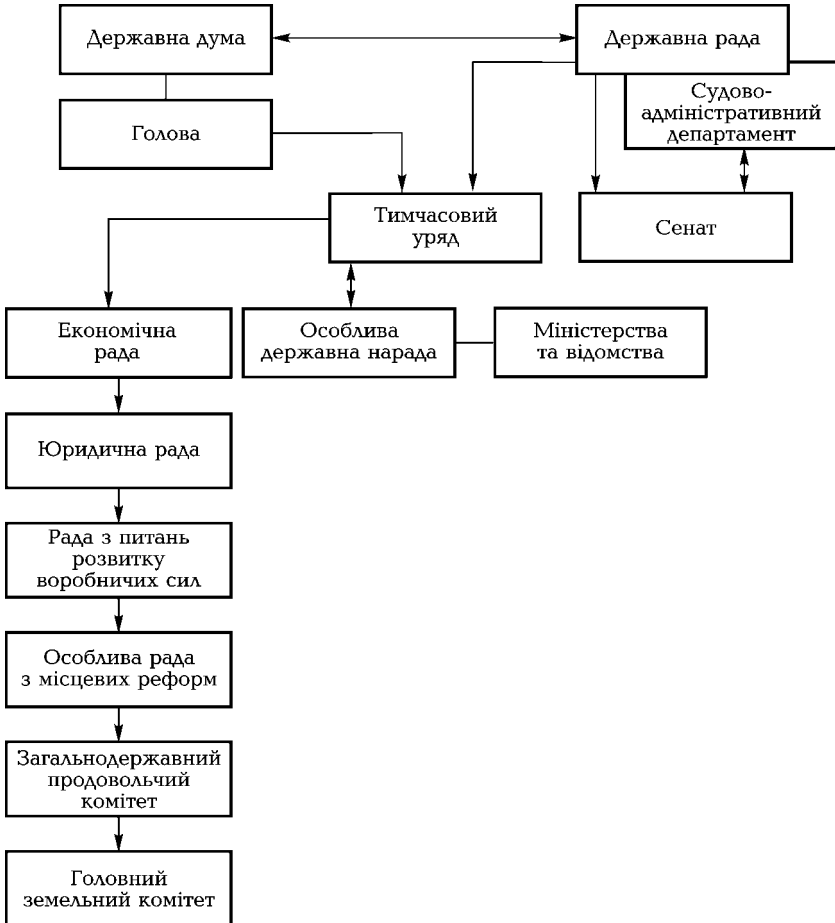 Державна дума
Державна рада
Судово-
адміністративний
департамент
Голова
Тимчасовий
уряд
Сенат
Економічна
рада
Особлива
державна нарада
Міністерства
та відомства
Юридична рада
Рада з питань
розвитку
воробничих сил
Особлива рада
з місцевих реформ
Загальнодержавний
продовольчий
комітет
Головний
земельний комітет